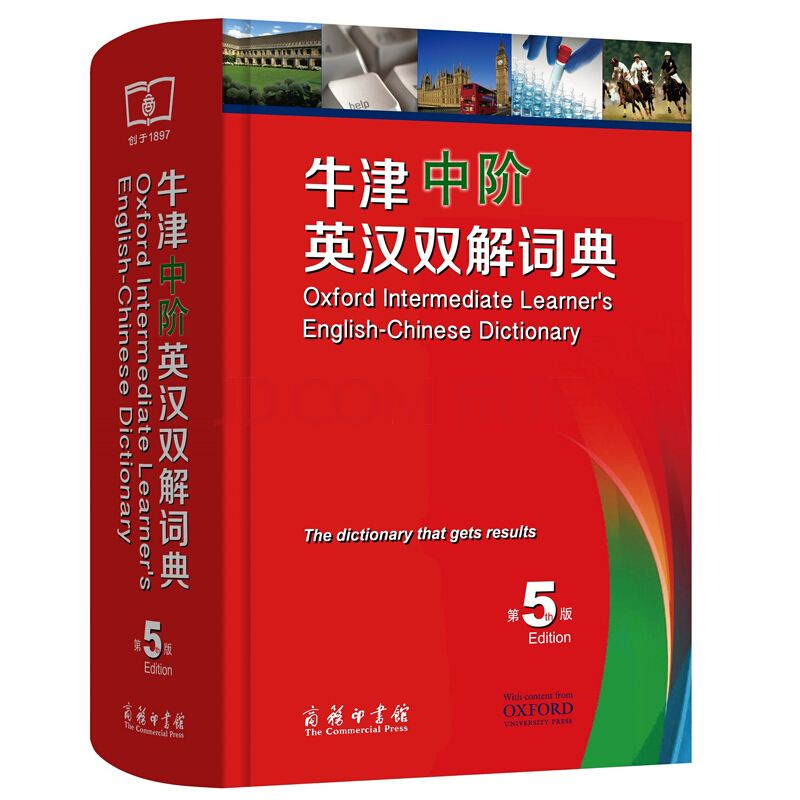 创于1897
牛津中阶英汉双解词典
Oxford Intermediate Learner's
English-Chinese Dictionary
第5th版
Edition
商务印书馆
The Commercial Press
help
牛津 中阶
英汉双解词典
Oxford Intermediate Learner's
English-Chinese Dictionary
JD.COM
The dictionary that gets results
第5th版
Edition
商务印书馆
The Commercial Press
With content from
OXFORD
UNIVERSITY PRESS